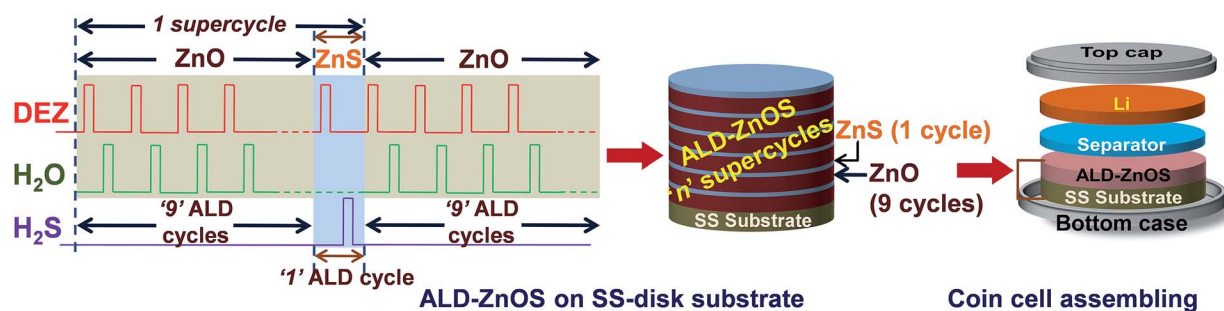 1 supercycle
ZnO
ZnS
ZnO
DEZ
H₂O
H₂S
‘9’ ALD
cycles
‘9’ ALD
cycles
‘1’ ALD cycle
ALD-ZnOS
‘n’ supercycles
SS Substrate
ZnS (1 cycle)
ZnO
(9 cycles)
ALD-ZnOS on SS-disk substrate
Top cap
Li
Separator
ALD-ZnOS
SS Substrate
Bottom case
Coin cell assembling